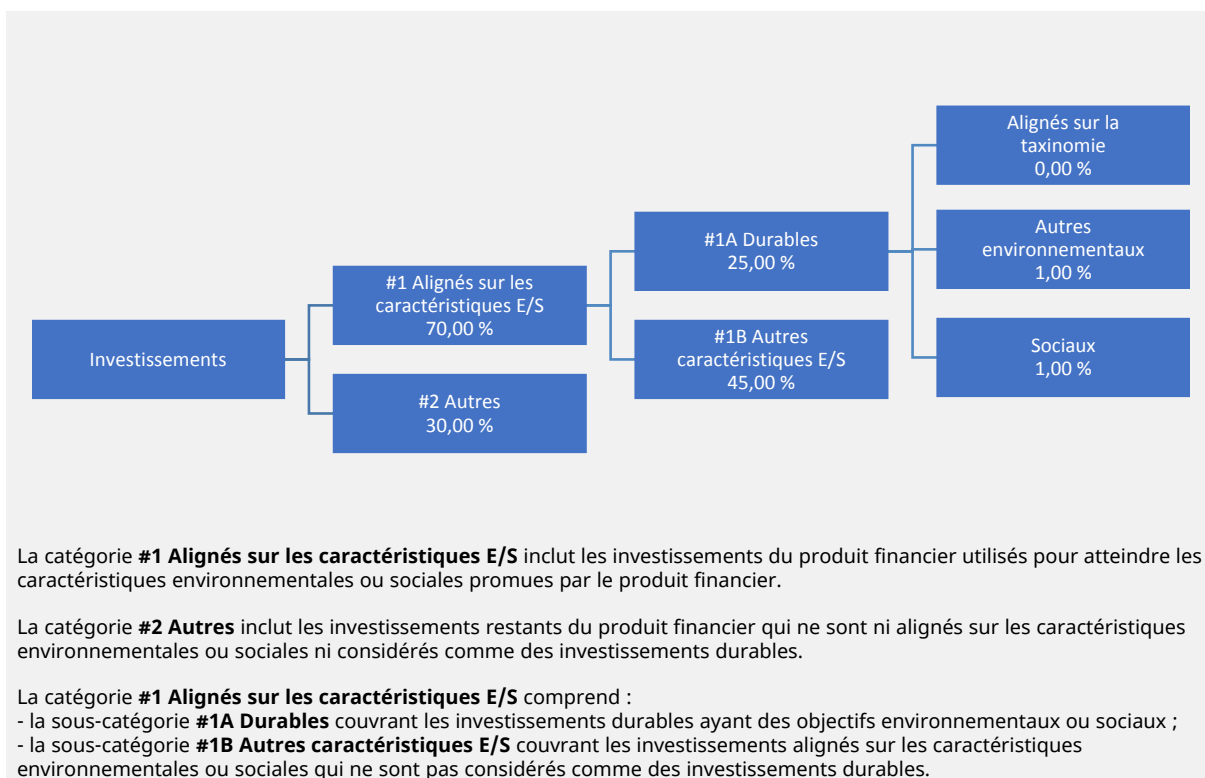 Investissements
#1 Alignés sur les
caractéristiques E/S
70,00 %
#2 Autres
30,00 %
#1A Durables
25,00 %
#1B Autres
caractéristiques E/S
45,00 %
Alignés sur la
taxinomie
0,00 %
Autres
environnementaux
1,00 %
Sociaux
1,00 %
La catégorie #1 Alignés sur les caractéristiques E/S inclut les investissements du produit financier utilisés pour atteindre les
caractéristiques environnementales ou sociales promues par le produit financier.
La catégorie #2 Autres inclut les investissements restants du produit financier qui ne sont ni alignés sur les caractéristiques
environnementales ou sociales ni considérés comme des investissements durables.
La catégorie #1 Alignés sur les caractéristiques E/S comprend :
- la sous-catégorie #1A Durables couvrant les investissements durables ayant des objectifs environnementaux ou sociaux ;
- la sous-catégorie #1B Autres caractéristiques E/S couvrant les investissements alignés sur les caractéristiques
environnementales ou sociales qui ne sont pas considérés comme des investissements durables.